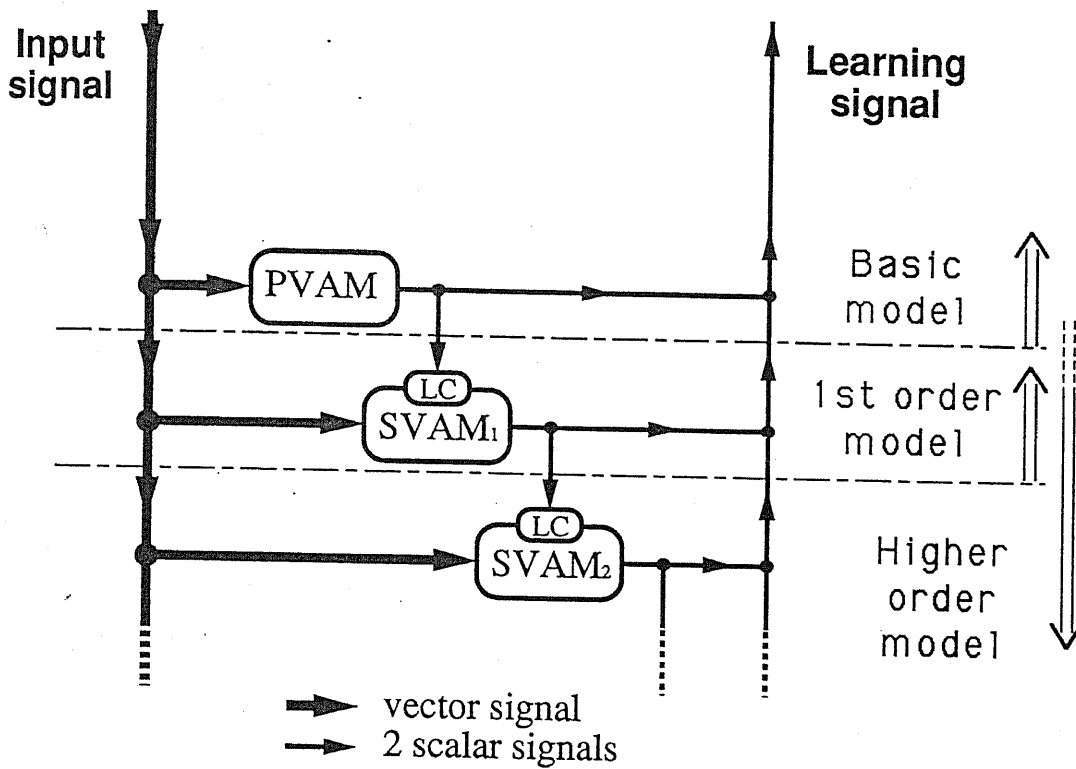 Input
signal
Learning
signal
PVAM
Basic
model
LC
SVAM1
1st order
model
LC
SVAM2
Higher
order
model
vector signal
2 scalar signals